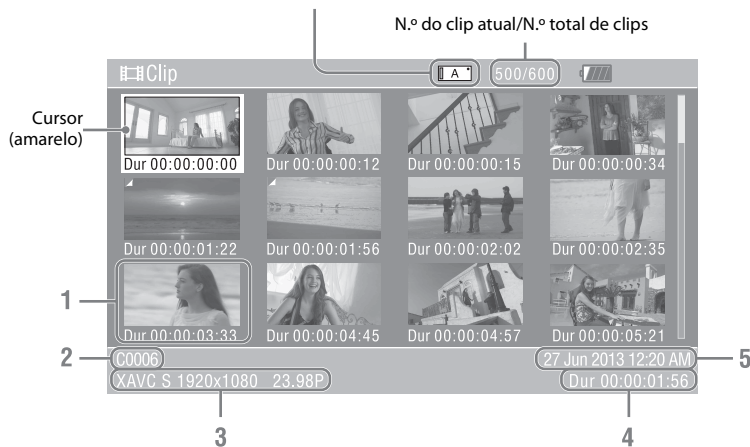 N.º do clip atual/N.º total de clips
Clip
A
500/600
Cursor
(amarelo)
Dur 00:00:00:00
Dur 00:00:00:12
Dur 00:00:00:15
Dur 00:00:00:34
Dur 00:00:01:22
Dur 00:00:01:56
Dur 00:00:02:02
Dur 00:00:02:35
1
Dur 00:00:03:33
Dur 00:00:04:45
Dur 00:00:04:57
Dur 00:00:05:21
2
C0006
27 Jun 2013 12:20 AM
5
XAVC S 1920x1080 23.98P
Dur 00:00:01:56
3
4